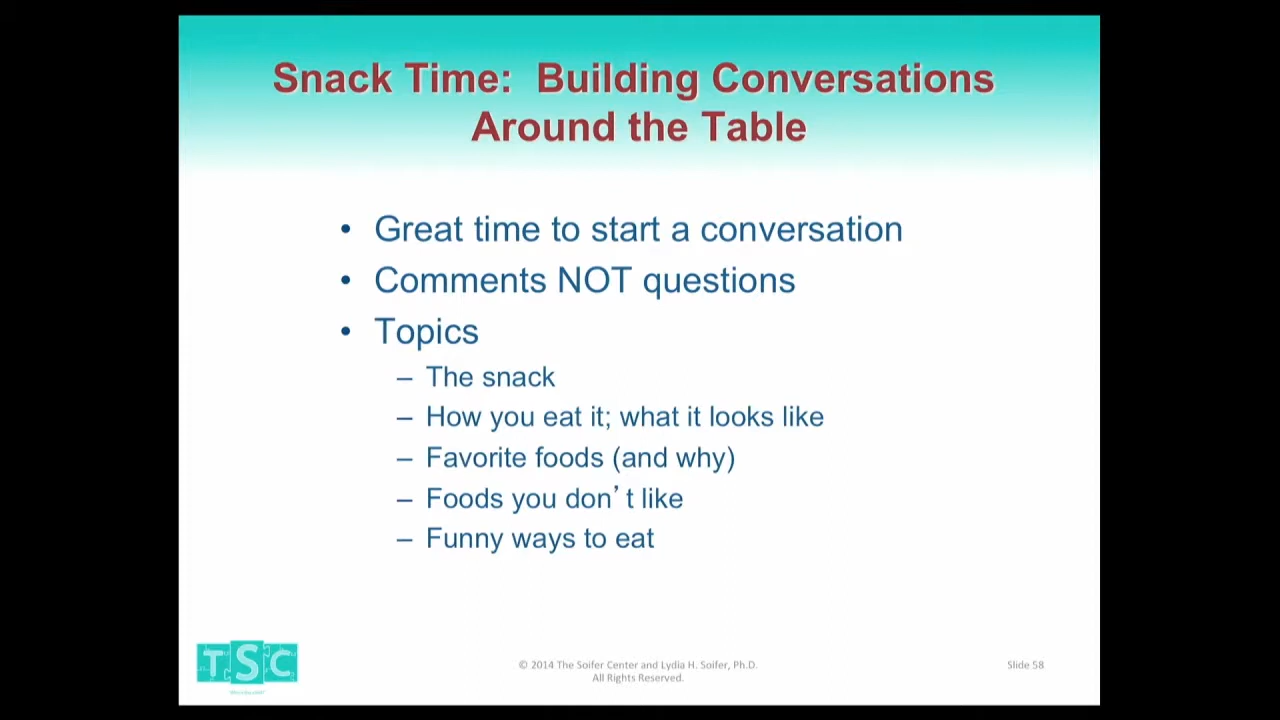 Snack Time:  Building Conversations
Around the Table
• Great time to start a conversation
• Comments NOT questions
• Topics
– The snack
– How you eat it; what it looks like
– Favorite foods (and why)
– Foods you don’t like
– Funny ways to eat
TSC
© 2014 The Soifer Center and Lydia H. Soifer, Ph.D.
All Rights Reserved.
Slide 58